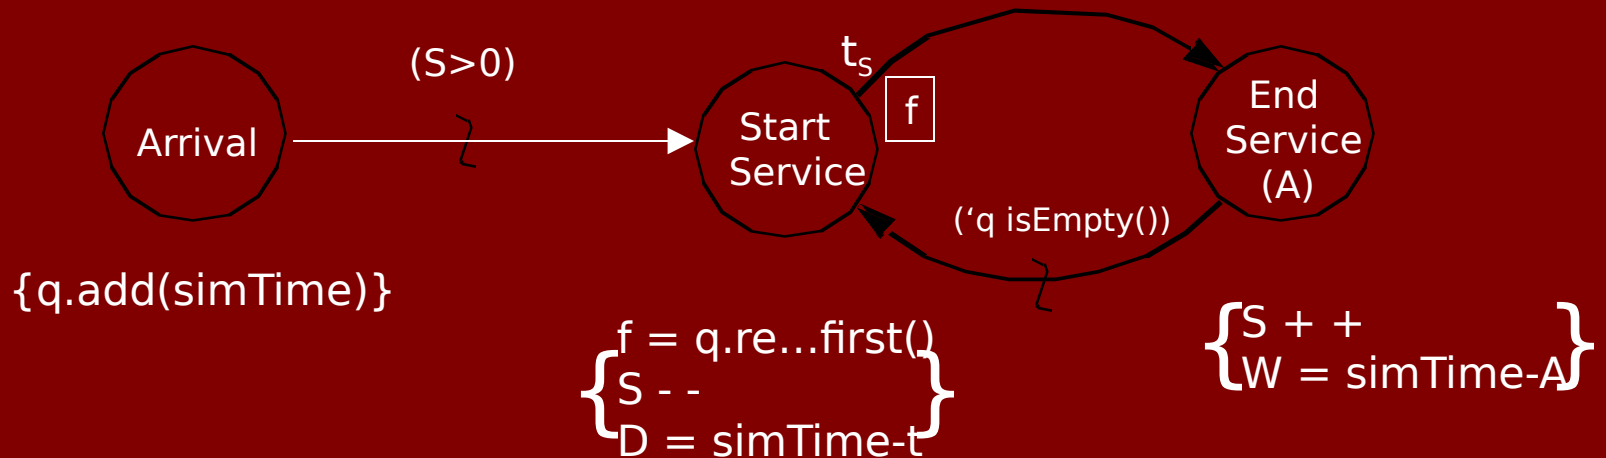 (S>0)
tS
f
Arrival
Start
Service
End
Service
(A)
(‘q isEmpty())
{q.add(simTime)}
{f = q.re…first()
S - -
D = simTime-t}
{S + +
W = simTime-A}